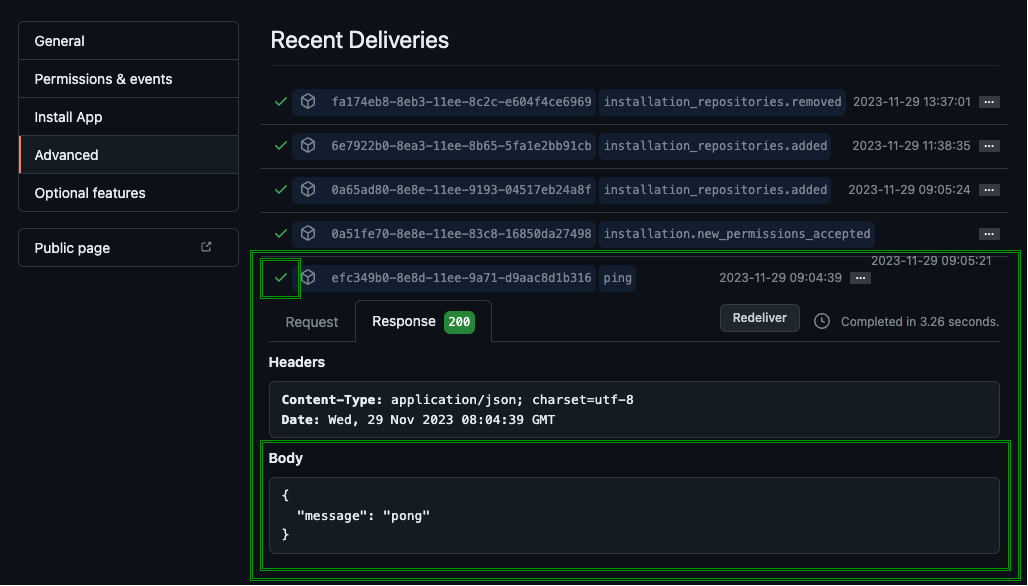 General
Permissions & events
Install App
Advanced
Optional features
Public page
Recent Deliveries
fa174eb8-8eb3-11ee-8c2c-e604f4ce6969 installation_repositories.removed 2023-11-29 13:37:01
6e7922b0-8ea3-11ee-8b65-5fa1e2bb91cb installation_repositories.added 2023-11-29 11:38:35
0a65ad80-8e8e-11ee-9193-04517eb24a8f installation_repositories.added 2023-11-29 09:05:24
0a51fe70-8e8e-11ee-83c8-16850da27498 installation.new_permissions_accepted
2023-11-29 09:05:21
efc349b0-8e8d-11ee-9a71-d9aac8d1b316 ping 2023-11-29 09:04:39
Request Response 200 Redeliver Completed in 3.26 seconds.
Headers
Content-Type: application/json; charset=utf-8
Date: Wed, 29 Nov 2023 08:04:39 GMT
Body
{
"message": "pong"
}